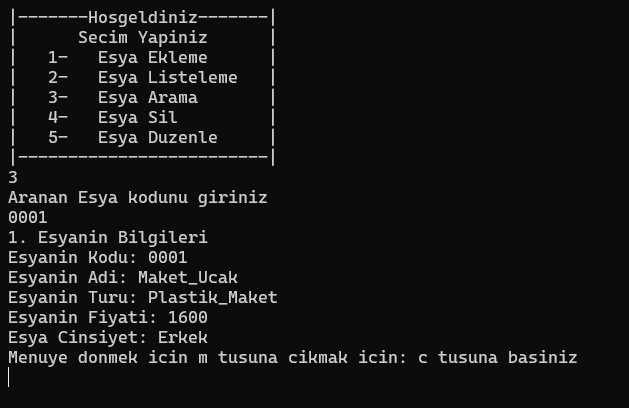 |-------Hosgeldiniz-------|
|      Secim Yapiniz      |
|   1-   Esya Ekleme      |
|   2-   Esya Listeleme   |
|   3-   Esya Arama       |
|   4-   Esya Sil         |
|   5-   Esya Duzenle     |
|-------------------------|
3
Aranan Esya kodunu giriniz
0001
1. Esyanin Bilgileri
Esyanin Kodu: 0001
Esyanin Adi: Maket_Ucak
Esyanin Turu: Plastik_Maket
Esyanin Fiyati: 1600
Esya Cinsiyet: Erkek
Menuye donmek icin m tusuna cikmak icin: c tusuna basiniz